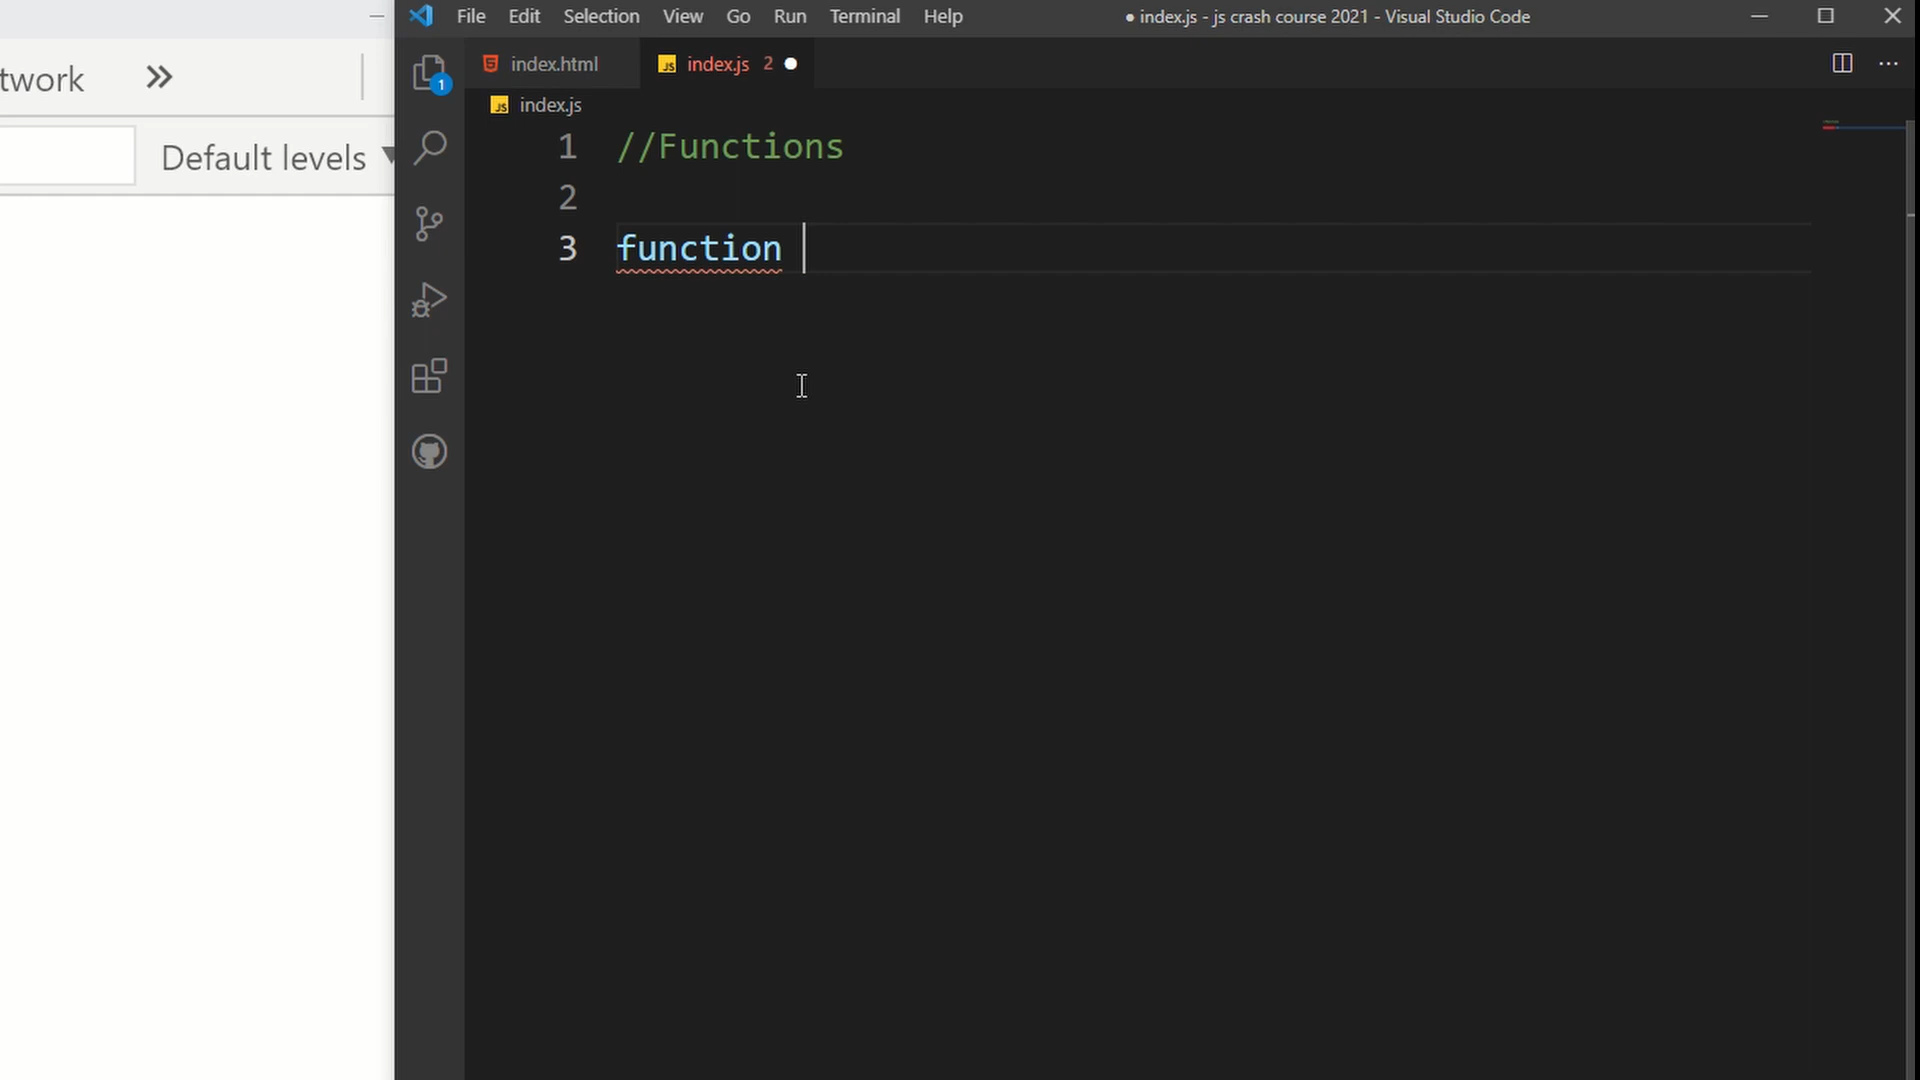 File Edit Selection View Go Run Terminal Help ● index.js - js crash course 2021 - Visual Studio Code
twork »
index.html index.js 2
1 index.js
Default levels ▼
1 //Functions
2
3 function